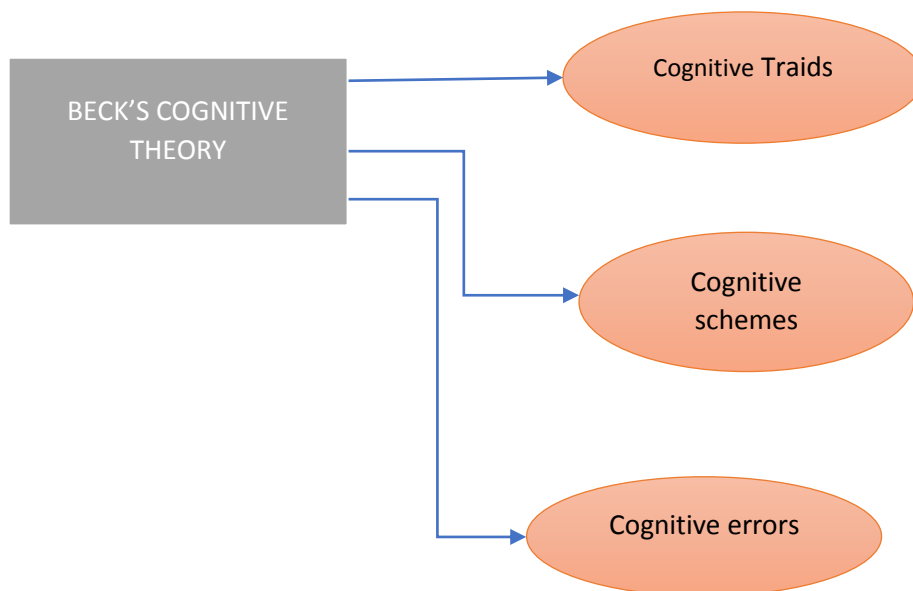 BECK’S COGNITIVE
THEORY
Cognitive Traids
Cognitive
schemes
Cognitive errors